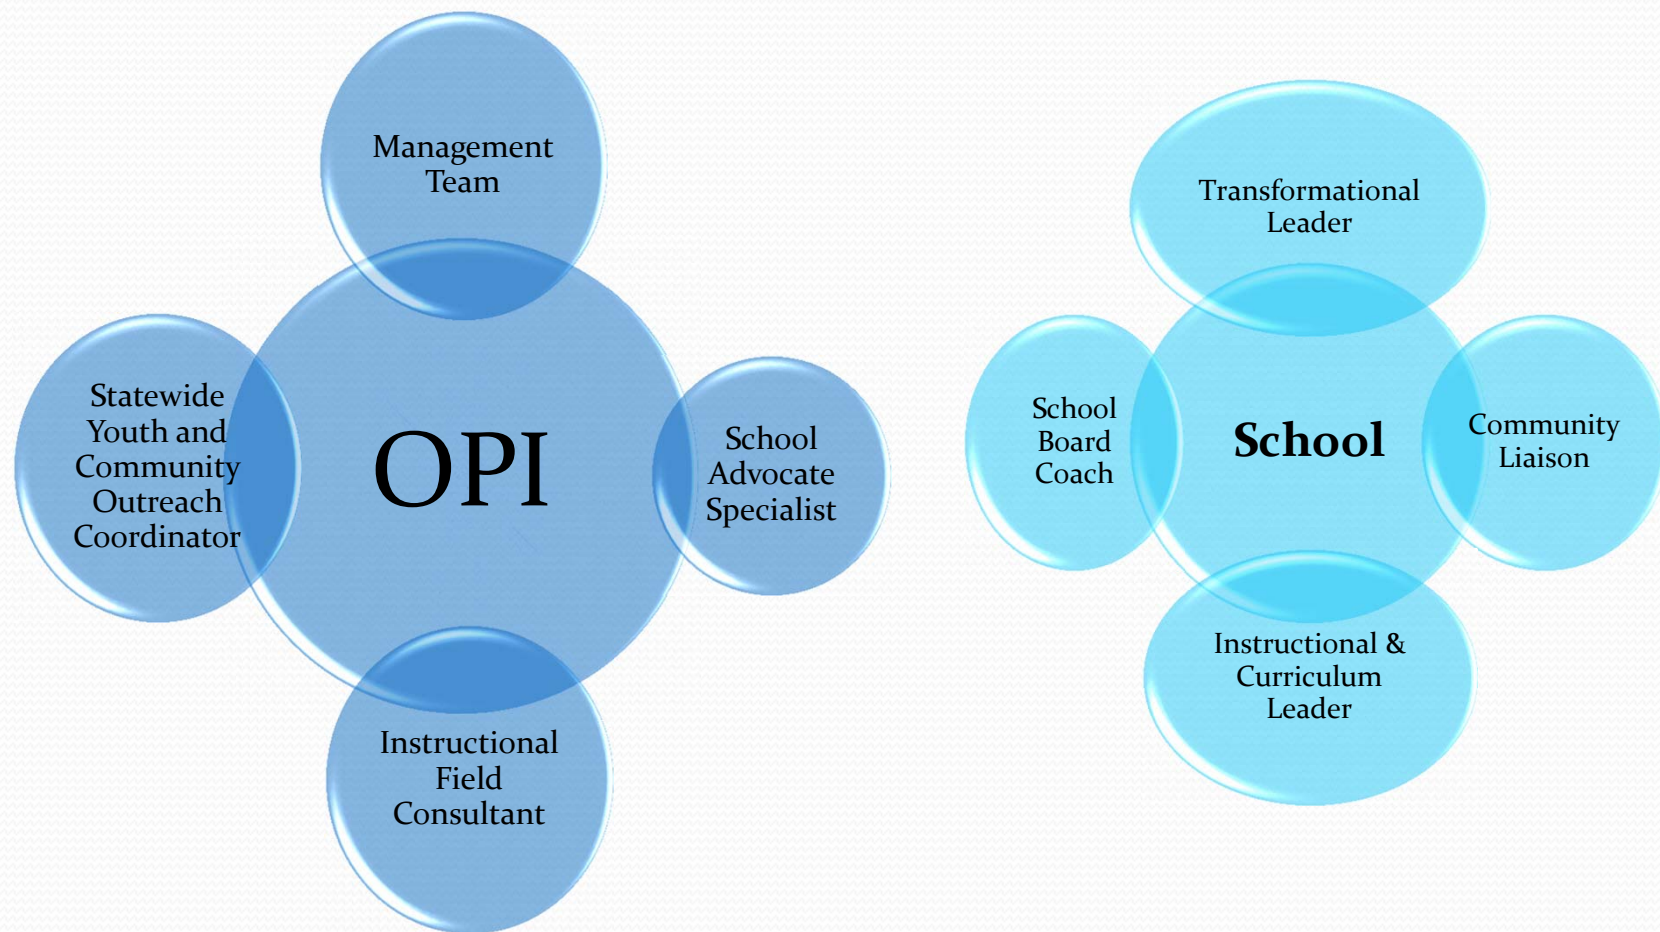 Management
Team
Statewide
Youth and
Community
Outreach
Coordinator
OPI
School
Advocate
Specialist
Instructional
Field
Consultant
Transformational
Leader
School
Board
Coach
School
Community
Liaison
Instructional &
Curriculum
Leader